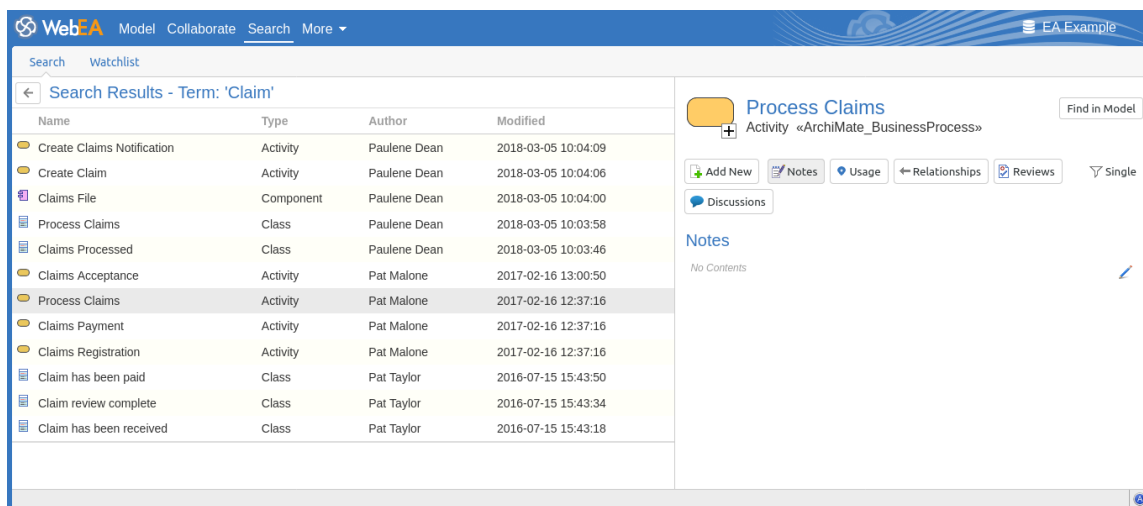 WebEA Model Collaborate Search More EA Example
Search Watchlist
Search Results - Term: 'Claim'
Name Type Author Modified
Create Claims Notification Activity Paulene Dean 2018-03-05 10:04:09
Create Claim Activity Paulene Dean 2018-03-05 10:04:06
Claims File Component Paulene Dean 2018-03-05 10:04:00
Process Claims Class Paulene Dean 2018-03-05 10:03:58
Claims Processed Class Paulene Dean 2018-03-05 10:03:46
Claims Acceptance Activity Pat Malone 2017-02-16 13:00:50
Process Claims Activity Pat Malone 2017-02-16 12:37:16
Claims Payment Activity Pat Malone 2017-02-16 12:37:16
Claims Registration Activity Pat Malone 2017-02-16 12:37:16
Claim has been paid Class Pat Taylor 2016-07-15 15:43:50
Claim review complete Class Pat Taylor 2016-07-15 15:43:34
Claim has been received Class Pat Taylor 2016-07-15 15:43:18
Process Claims Find in Model
Activity «ArchiMate_BusinessProcess»
Add New Notes Usage Relationships Reviews Single
Discussions
Notes
No Contents